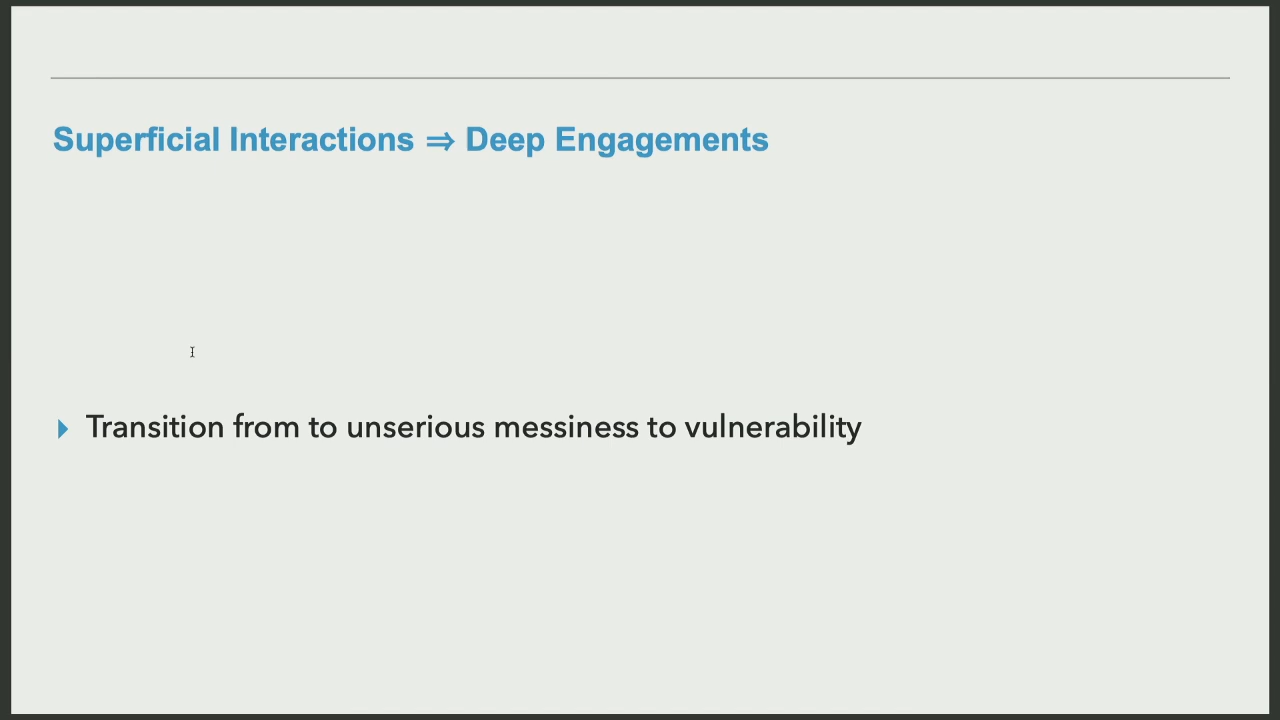 Superficial Interactions ⇒ Deep Engagements
Transition from to unserious messiness to vulnerability